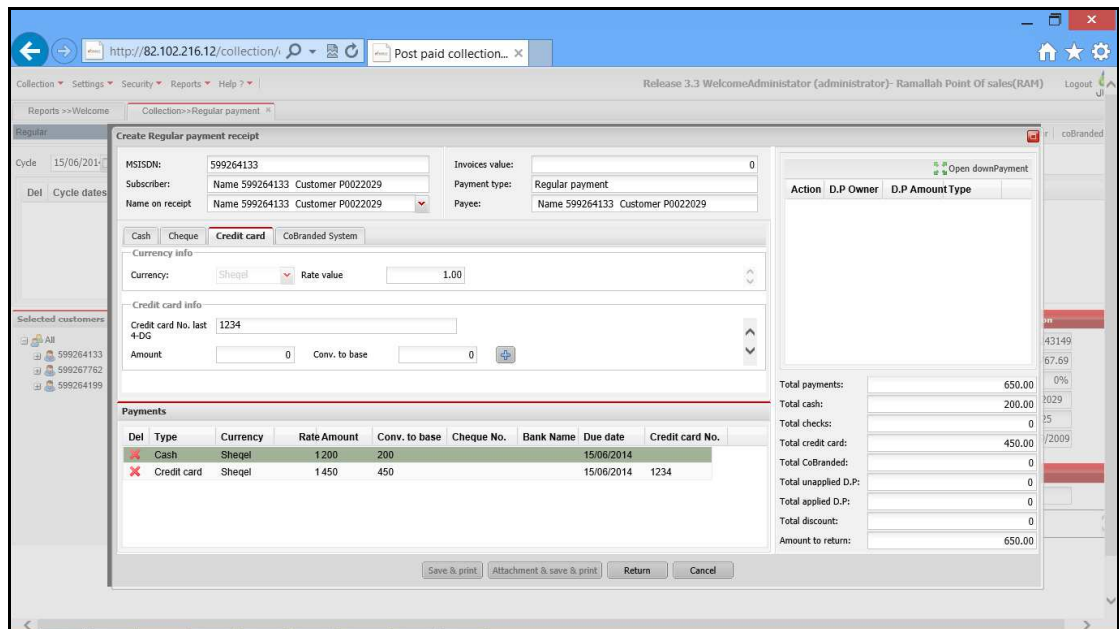 http://82.102.216.12/collection/
Post paid collection...
Collection Settings Security Reports Help ?
Release 3.3 WelcomeAdministator (administrator)- Ramallah Point Of sales(RAM) Logout
Reports >>Welcome Collection>>Regular payment
Regular
coBranded
Cycle 15/06/201
Del Cycle dates
Selected customers
All
599264133
599267762
599264199
Create Regular payment receipt
MSISDN: 599264133 Invoices value: 0
Subscriber: Name 599264133 Customer P0022029 Payment type: Regular payment
Name on receipt Name 599264133 Customer P0022029 Payee: Name 599264133 Customer P0022029
Cash Cheque Credit card CoBranded System
Currency info
Currency: Sheqel Rate value 1.00
Credit card info
Credit card No. last 4-DG 1234
Amount 0 Conv. to base 0
Payments
Del Type Currency Rate Amount Conv. to base Cheque No. Bank Name Due date Credit card No.
Cash Sheqel 1 200 200 15/06/2014
Credit card Sheqel 1 450 450 15/06/2014 1234
Open downPayment
Action D.P Owner D.P Amount Type
Total payments: 650.00
Total cash: 200.00
Total checks: 0
Total credit card: 450.00
Total CoBranded: 0
Total unapplied D.P: 0
Total applied D.P: 0
Total discount: 0
Amount to return: 650.00
Save & print Attachment & save & print Return Cancel
43149
67.69
0%
2029
25
/2009